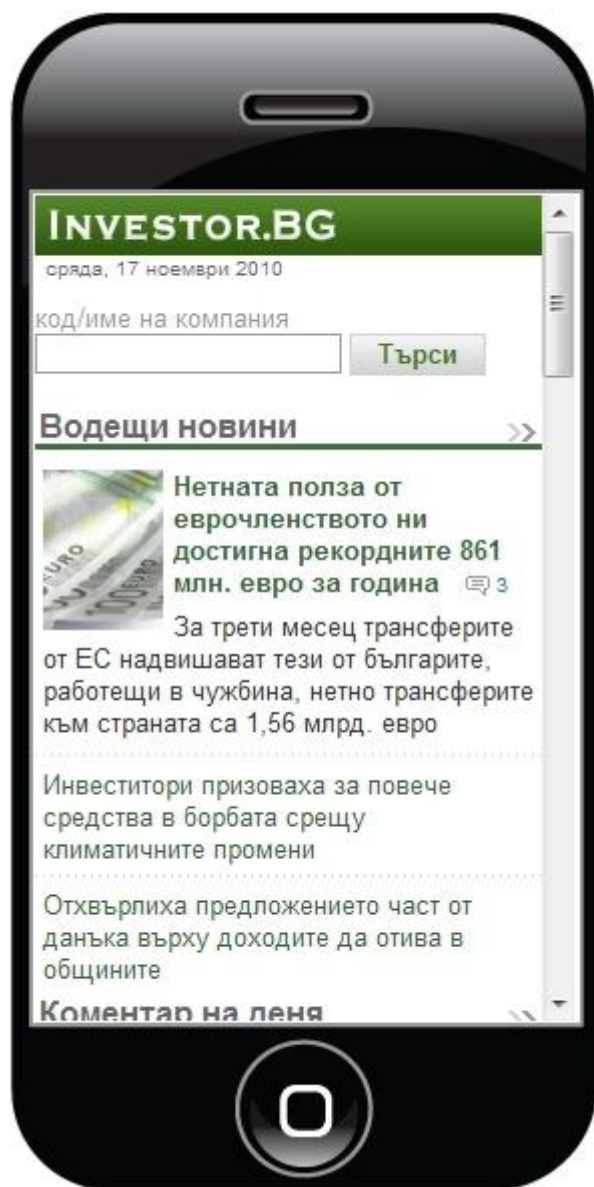 INVESTOR.BG
сряда, 17 ноември 2010
код/име на компания
Търси
Водещи новини
Нетната полза от
еврочленството ни
достигна рекордните 861
млн. евро за година 3
За трети месец трансферите
от ЕС надвишават тези от българите,
работещи в чужбина, нетно трансферите
към страната са 1,56 млрд. евро
Инвеститори призоваха за повече
средства в борбата срещу
климатичните промени
Отхвърлиха предложението част от
данъка върху доходите да отива в
общините
Коментар на деня
EURO
100 EURO